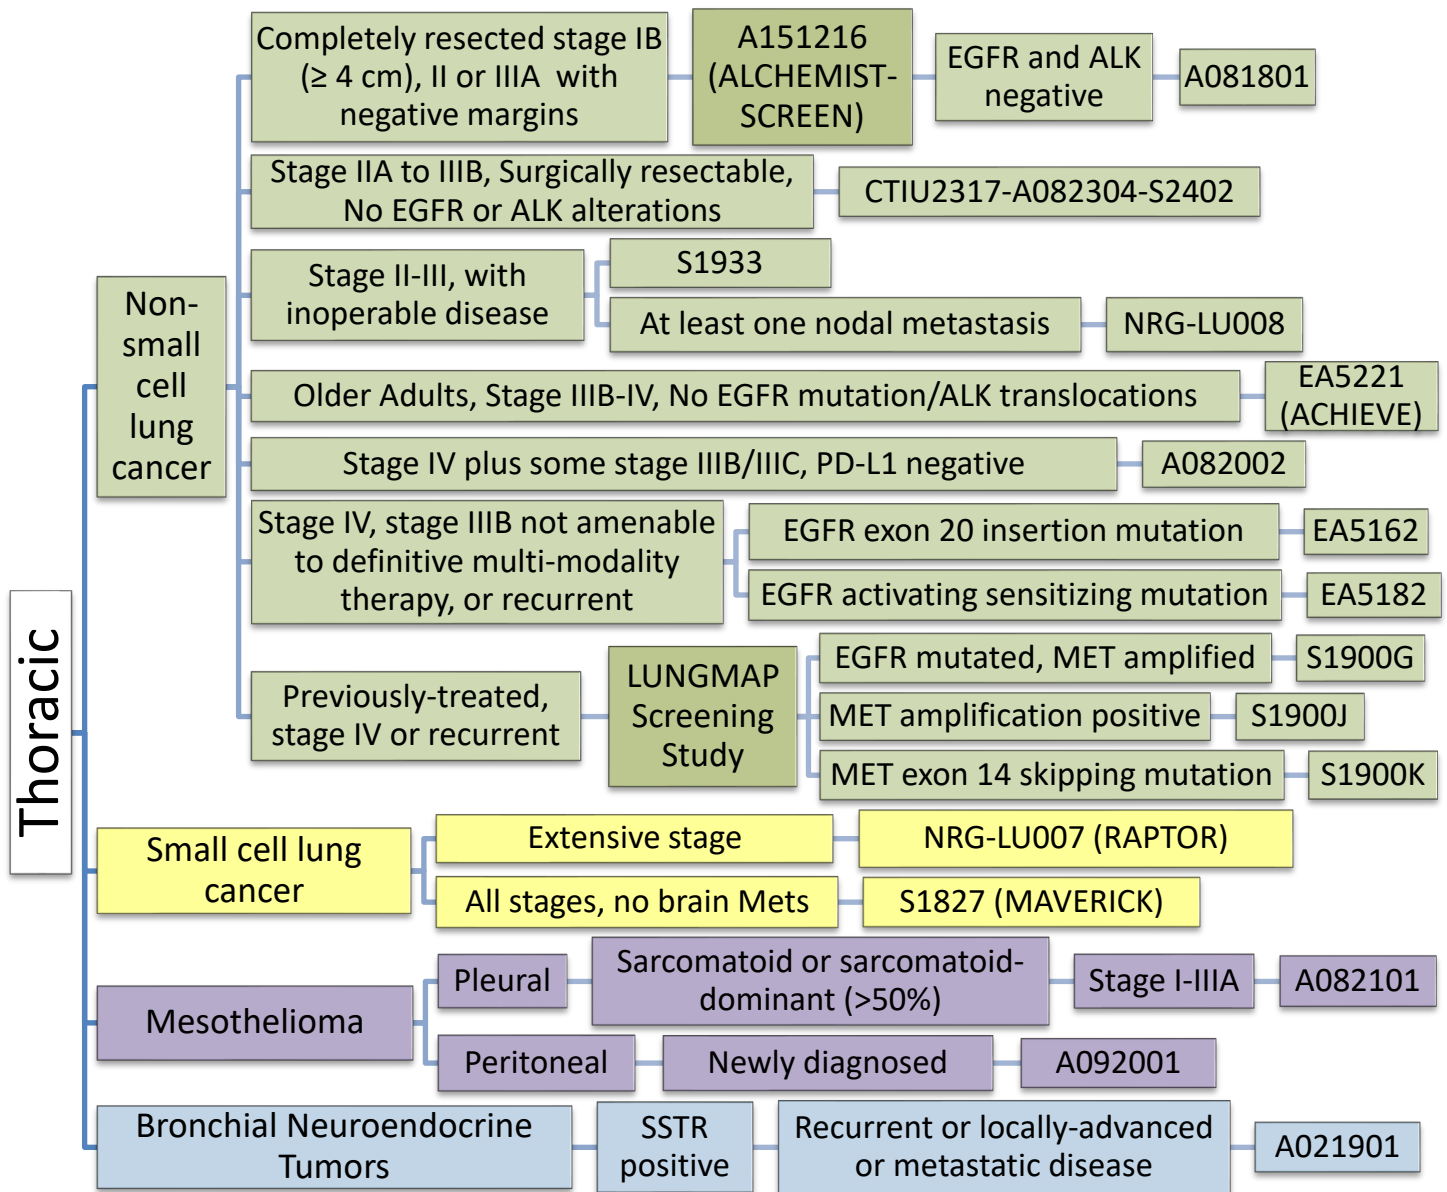 Thoracic
Non-
small
cell
lung
cancer
Completely resected stage IB
(≥ 4 cm), II or IIIA with
negative margins
A151216
(ALCHEMIST-
SCREEN)
EGFR and ALK
negative
A081801
Stage IIA to IIIB, Surgically resectable,
No EGFR or ALK alterations
CTIU2317-A082304-S2402
Stage II-III, with
inoperable disease
S1933
At least one nodal metastasis
NRG-LU008
Older Adults, Stage IIIB-IV, No EGFR mutation/ALK translocations
EA5221
(ACHIEVE)
Stage IV plus some stage IIIB/IIIC, PD-L1 negative
A082002
Stage IV, stage IIIB not amenable
to definitive multi-modality
therapy, or recurrent
EGFR exon 20 insertion mutation
EA5162
EGFR activating sensitizing mutation
EA5182
Previously-treated,
stage IV or recurrent
LUNGMAP
Screening
Study
EGFR mutated, MET amplified
S1900G
MET amplification positive
S1900J
MET exon 14 skipping mutation
S1900K
Small cell lung
cancer
Extensive stage
NRG-LU007 (RAPTOR)
All stages, no brain Mets
S1827 (MAVERICK)
Mesothelioma
Pleural
Sarcomatoid or sarcomatoid-
dominant (>50%)
Stage I-IIIA
A082101
Peritoneal
Newly diagnosed
A092001
Bronchial Neuroendocrine
Tumors
SSTR
positive
Recurrent or locally-advanced
or metastatic disease
A021901